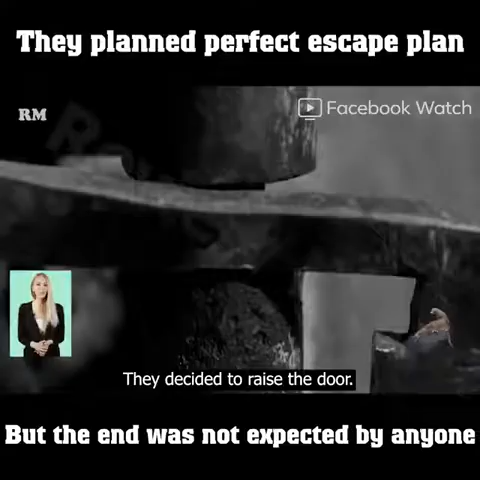 They planned perfect escape plan
RM
Facebook Watch
They decided to raise the door.
But the end was not expected by anyone